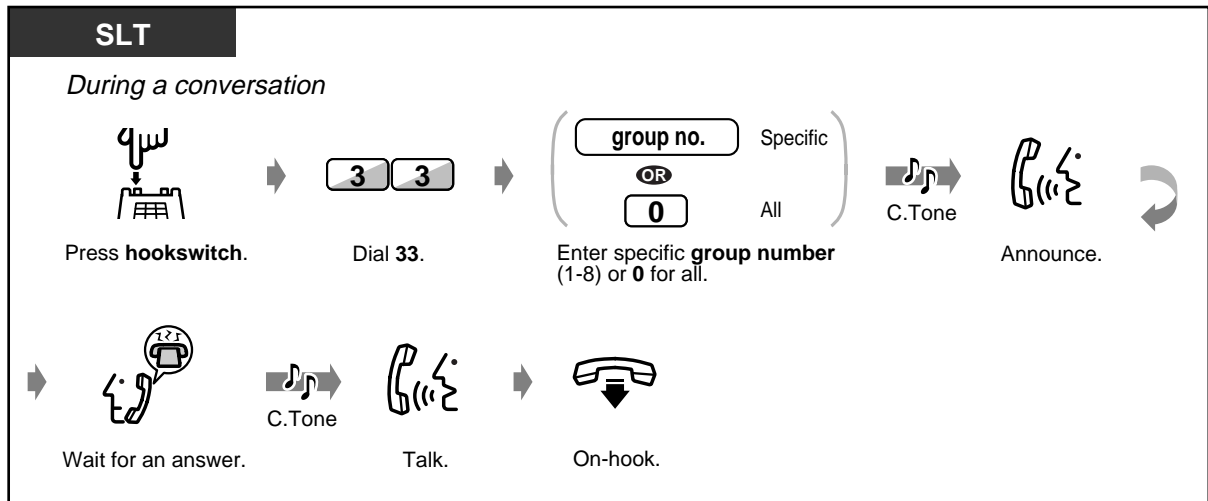 SLT
During a conversation
group no. Specific
OR
3 3
0 All
C.Tone
Press hookswitch.
Dial 33.
Enter specific group number
(1-8) or 0 for all.
Announce.
C.Tone
Wait for an answer.
Talk.
On-hook.